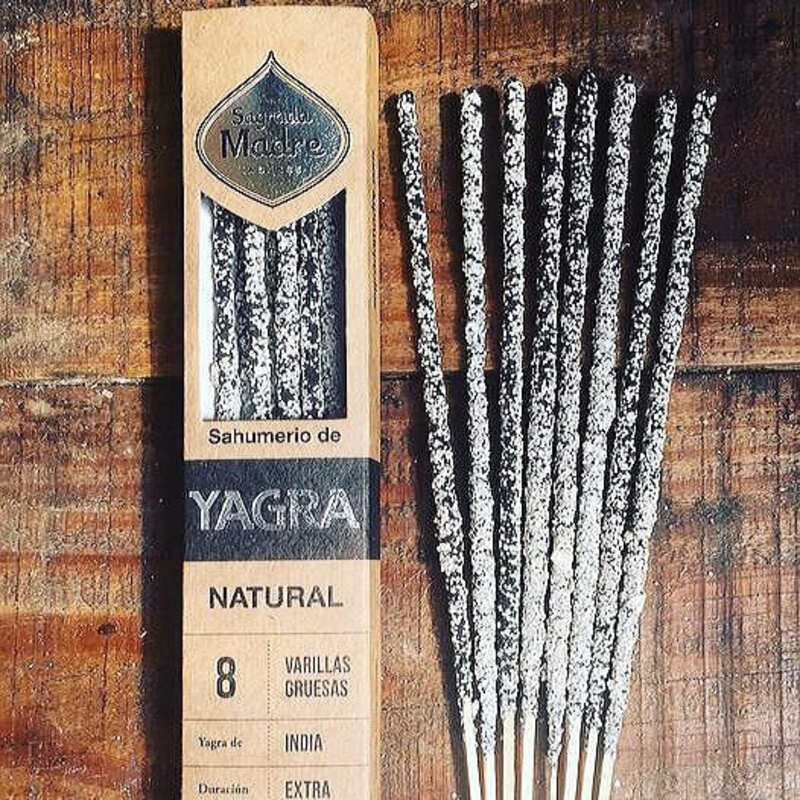 Sagrada
Madre
Sahumerio de
YAGRA
NATURAL
8
VARILLAS
GRUESAS
Yagra de
INDIA
Duración
EXTRA